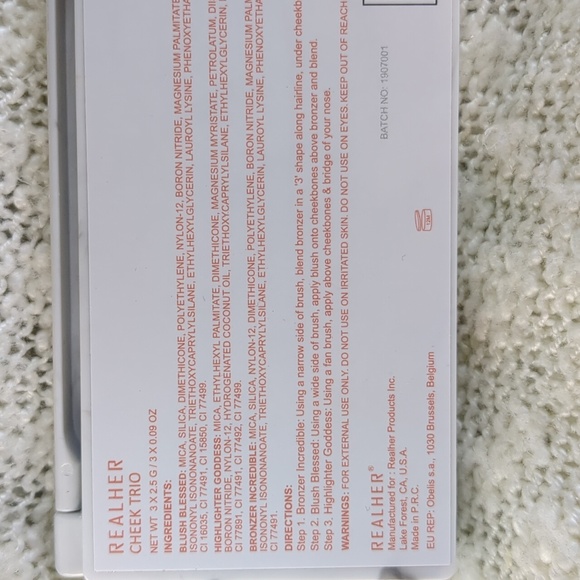 REALHER
CHEEK TRIO
NET WT 3 X 2.5 G / 3 X 0.09 OZ
INGREDIENTS:
BLUSH BLESSED: MICA, SILICA, DIMETHICONE, POLYETHYLENE, NYLON-12, BORON NITRIDE, MAGNESIUM PALMITATE
ISONONYL ISONONANOATE, TRIETHOXYCAPRYLYLSILANE, ETHYLHEXYLGLYCERIN, LAUROYL LYSINE, PHENOXYETHA
CI 16035, CI 77491, CI 15850, CI 77499.
HIGHLIGHTER GODDESS: MICA, ETHYLHEXYL PALMITATE, DIMETHICONE, MAGNESIUM MYRISTATE, PETROLATUM, DII
BORON NITRIDE, NYLON-12, HYDROGENATED COCONUT OIL, TRIETHOXYCAPRYLYLSILANE, ETHYLHEXYLGLYCERIN,
CI 77891, CI 77491, CI 77492, CI 77499.
BRONZER INCREDIBLE: MICA, SILICA, NYLON-12, DIMETHICONE, POLYETHYLENE, BORON NITRIDE, MAGNESIUM PALM
ISONONYL ISONONANOATE, TRIETHOXYCAPRYLYLSILANE, ETHYLHEXYLGLYCERIN, LAUROYL LYSINE, PHENOXYETHA
CI 77491.
DIRECTIONS:
Step 1. Bronzer Incredible: Using a narrow side of brush, blend bronzer in a '3' shape along hairline, under cheekb
Step 2. Blush Blessed: Using a wide side of brush, apply blush onto cheekbones above bronzer and blend.
Step 3. Highlighter Goddess: Using a fan brush, apply above cheekbones & bridge of your nose.
WARNINGS: FOR EXTERNAL USE ONLY. DO NOT USE ON IRRITATED SKIN. DO NOT USE ON EYES. KEEP OUT OF REACH
REALHER®
Manufactured for : Realher Products Inc.
Lake Forest, CA, U.S.A.
Made in P.R.C.
EU REP: Obelis s.a., 1030 Brussels, Belgium
BATCH NO: 1907001